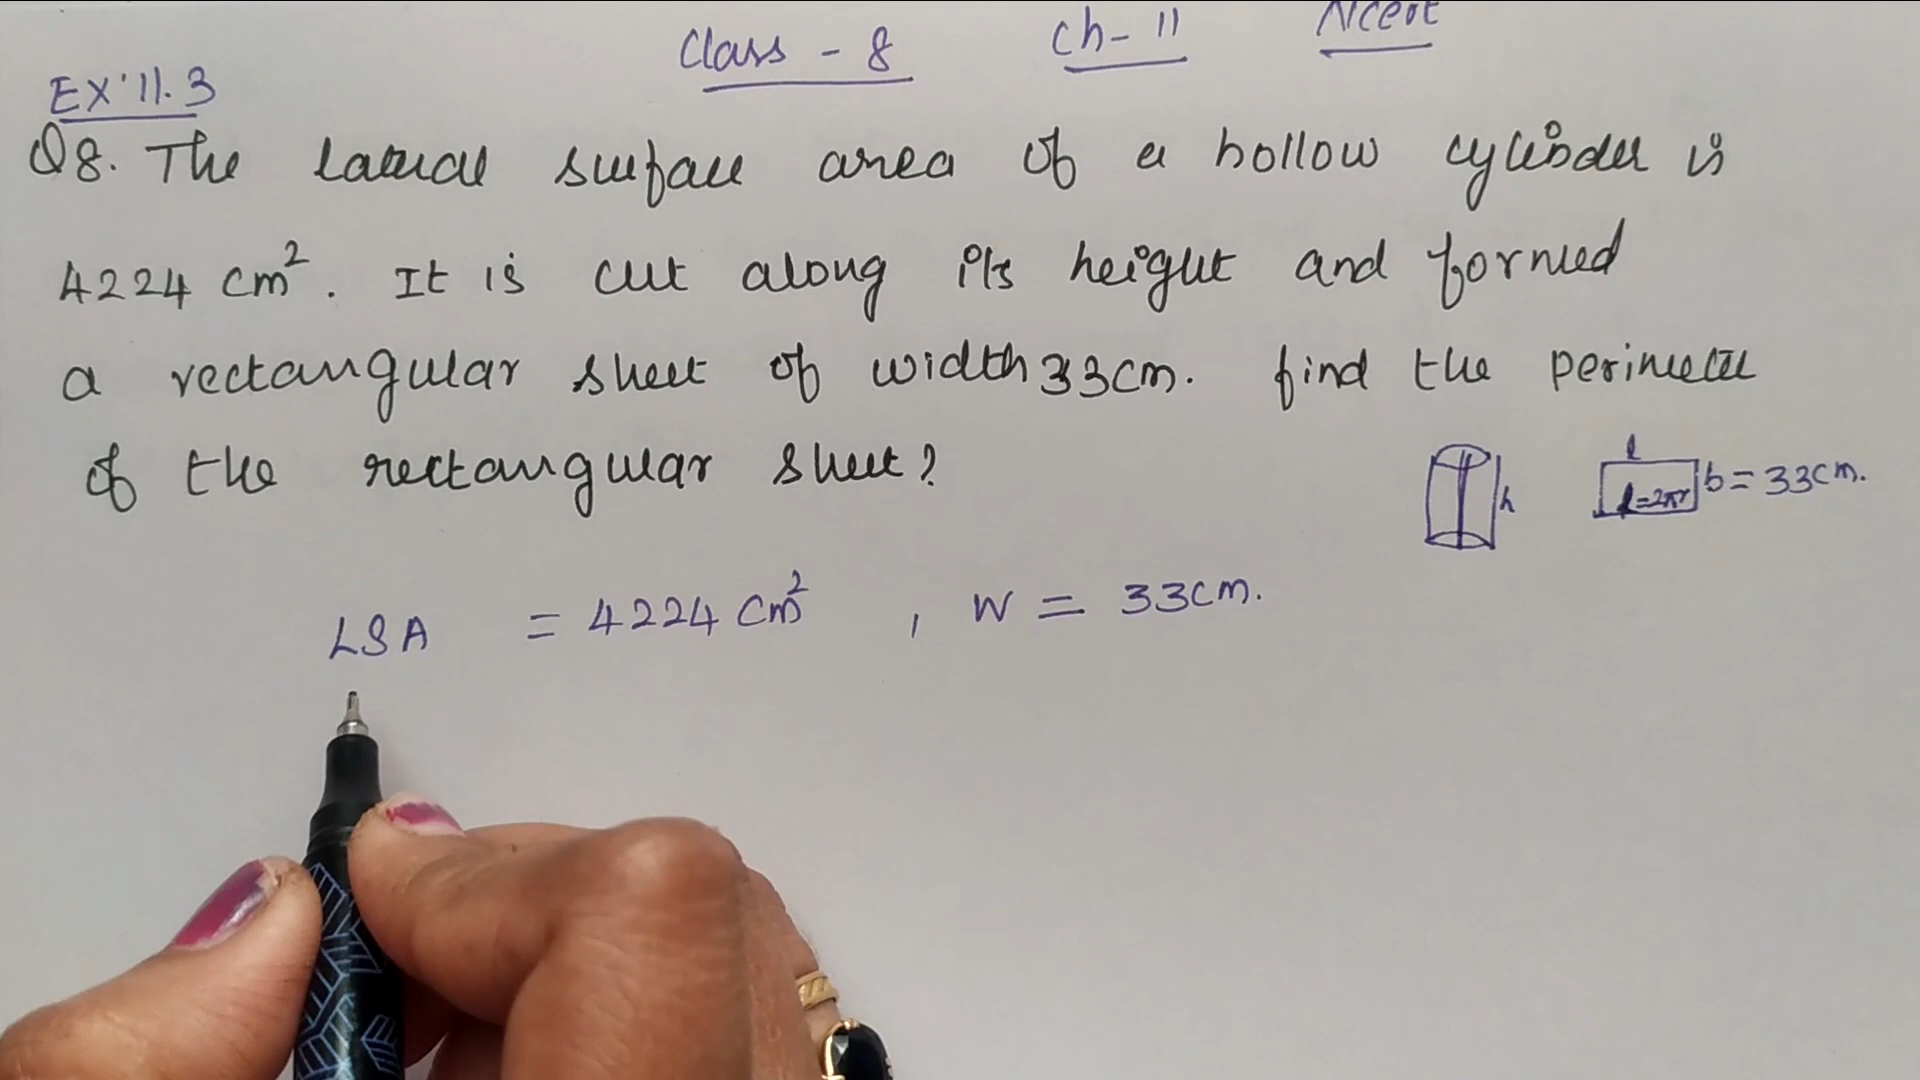 Class - 8 Ch- 11 Ncert
Ex' 11.3
Q8. The lateral surface area of a hollow cylinder is
4224 cm². It is cut along its height and formed
a rectangular sheet of width 33cm. find the perimeter
of the rectangular sheet?
l
h l=2πr b = 33cm.
LSA = 4224 cm² , W = 33cm.